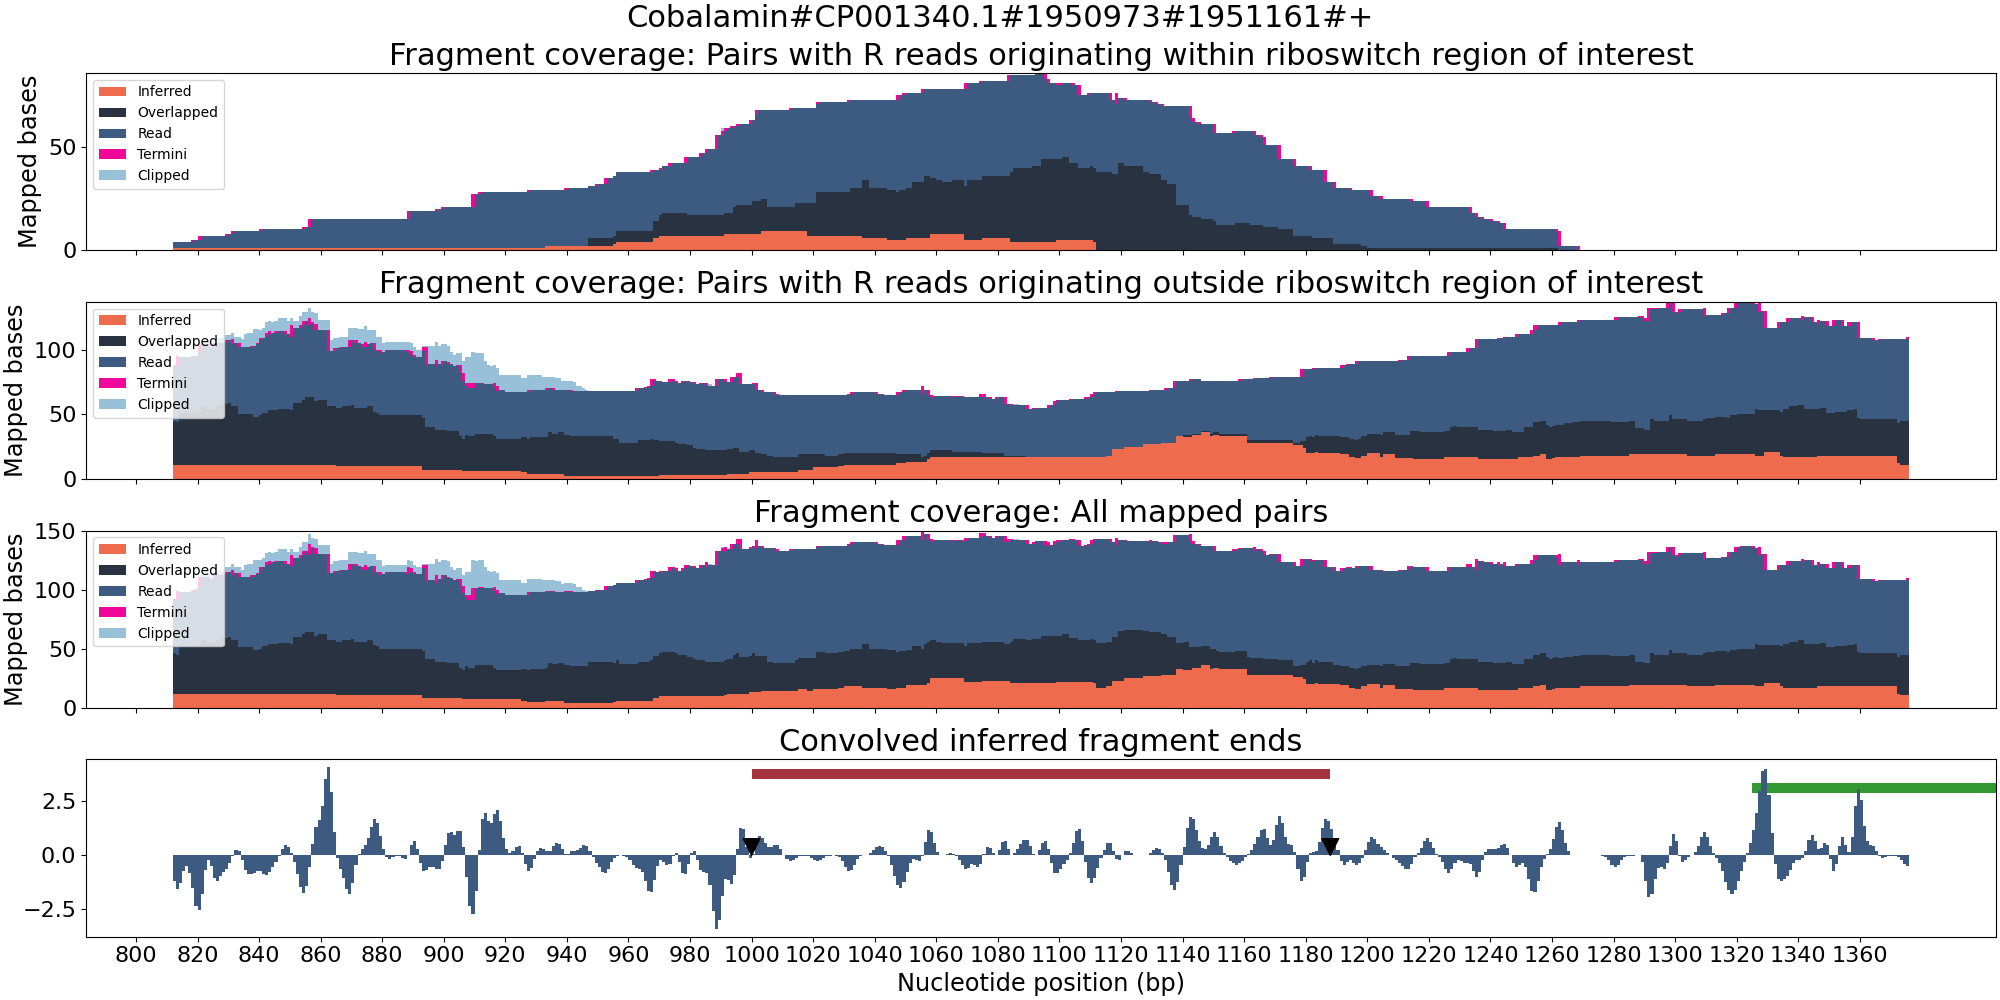 Cobalamin#CP001340.1#1950973#1951161#+
Fragment coverage: Pairs with R reads originating within riboswitch region of interest
Mapped bases
50
0
Inferred
Overlapped
Read
Termini
Clipped
Fragment coverage: Pairs with R reads originating outside riboswitch region of interest
Mapped bases
100
50
0
Inferred
Overlapped
Read
Termini
Clipped
Fragment coverage: All mapped pairs
Mapped bases
150
100
50
0
Inferred
Overlapped
Read
Termini
Clipped
Convolved inferred fragment ends
2.5
0.0
−2.5
800 820 840 860 880 900 920 940 960 980 1000 1020 1040 1060 1080 1100 1120 1140 1160 1180 1200 1220 1240 1260 1280 1300 1320 1340 1360
Nucleotide position (bp)